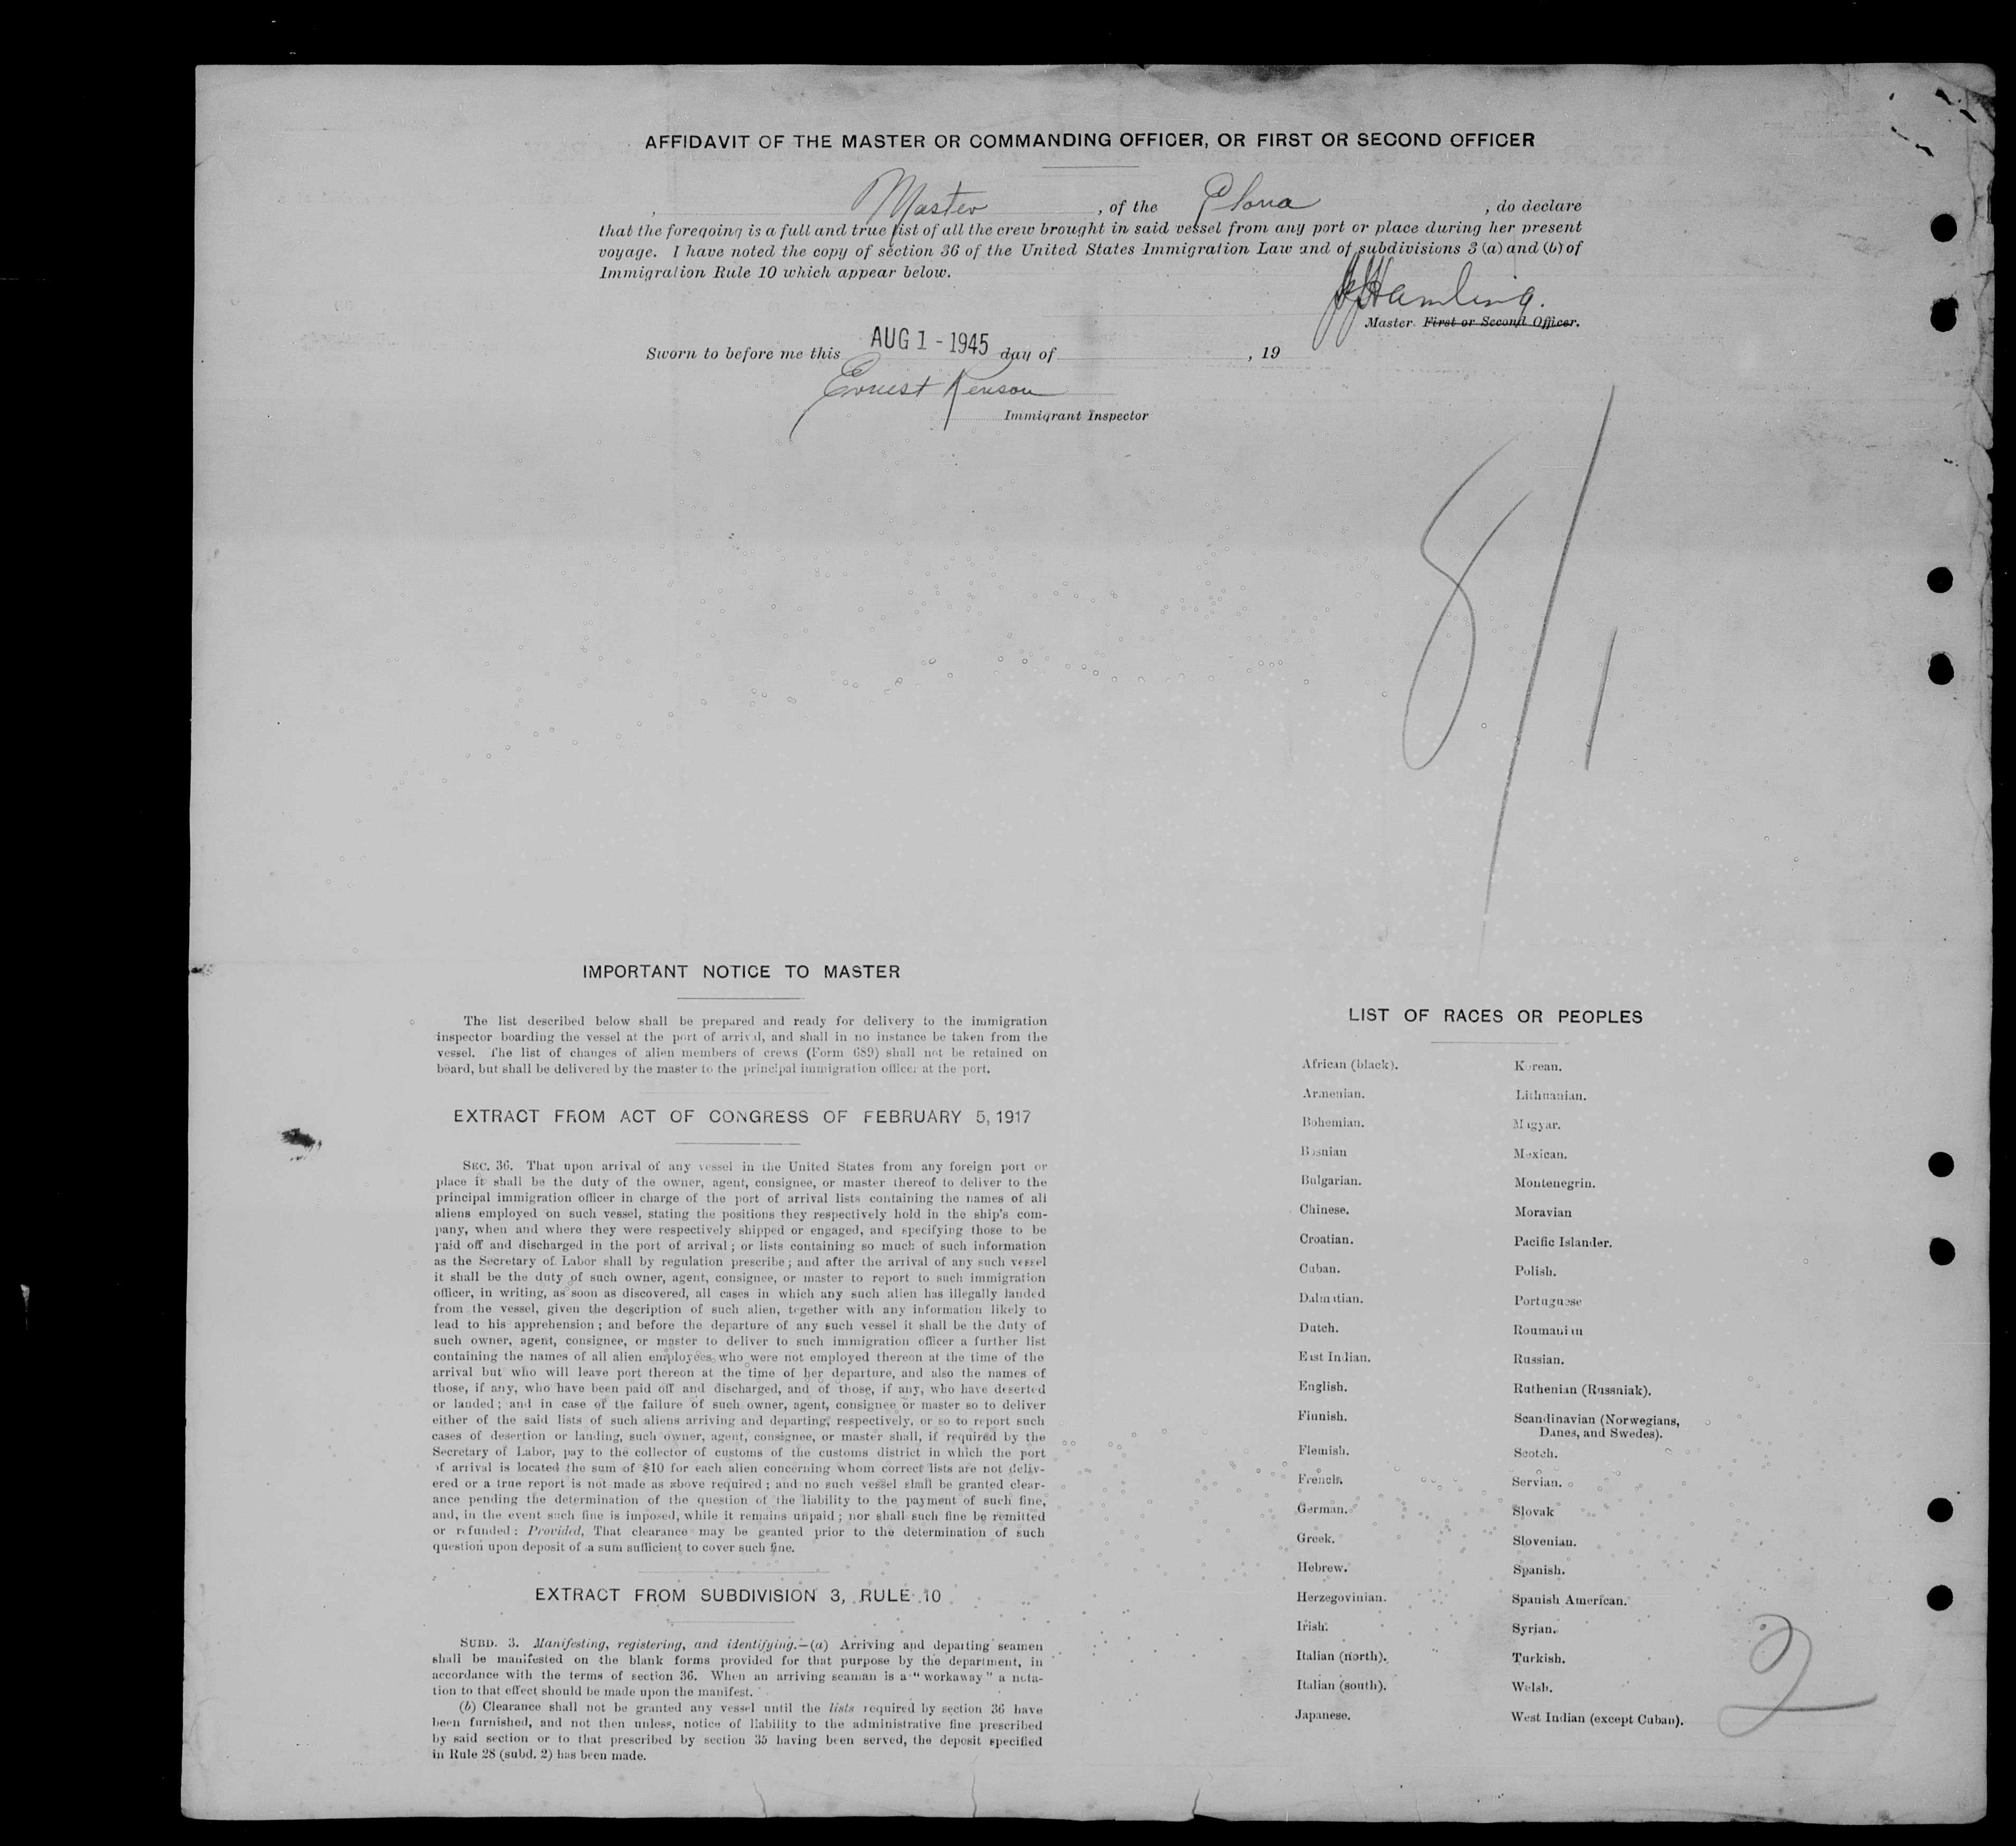 AFFIDAVIT OF THE MASTER OR COMMANDING OFFICER, OR FIRST OR SECOND OFFICER
Master, of the Elona, do declare
that the foregoing is a full and true list of all the crew brought in said vessel from any port or place during her present
voyage. I have noted the copy of section 36 of the United States Immigration Law and of subdivisions 3 (a) and (b) of
Immigration Rule 10 which appear below.
Hamling.
Master First or Second Officer.
Sworn to before me this AUG 1 - 1945 day of , 19
Ernest
Immigrant Inspector
8/1
IMPORTANT NOTICE TO MASTER
The list described below shall be prepared and ready for delivery to the immigration
inspector boarding the vessel at the port of arrival, and shall in no instance be taken from the
vessel. The list of changes of alien members of crews (Form 689) shall not be retained on
board, but shall be delivered by the master to the principal immigration officer at the port.
EXTRACT FROM ACT OF CONGRESS OF FEBRUARY 5, 1917
SEC. 36. That upon arrival of any vessel in the United States from any foreign port or
place it shall be the duty of the owner, agent, consignee, or master thereof to deliver to the
principal immigration officer in charge of the port of arrival lists containing the names of all
aliens employed on such vessel, stating the positions they respectively hold in the ship's com-
pany, when and where they were respectively shipped or engaged, and specifying those to be
paid off and discharged in the port of arrival; or lists containing so much of such information
as the Secretary of Labor shall by regulation prescribe; and after the arrival of any such vessel
it shall be the duty of such owner, agent, consignee, or master to report to such immigration
officer, in writing, as soon as discovered, all cases in which any such alien has illegally landed
from the vessel, given the description of such alien, together with any information likely to
lead to his apprehension; and before the departure of any such vessel it shall be the duty of
such owner, agent, consignee, or master to deliver to such immigration officer a further list
containing the names of all alien employees who were not employed thereon at the time of the
arrival but who will leave port thereon at the time of her departure, and also the names of
those, if any, who have been paid off and discharged, and of those, if any, who have deserted
or landed; and in case of the failure of such owner, agent, consignee or master so to deliver
either of the said lists of such aliens arriving and departing, respectively, or so to report such
cases of desertion or landing, such owner, agent, consignee, or master shall, if required by the
Secretary of Labor, pay to the collector of customs of the customs district in which the port
of arrival is located the sum of $10 for each alien concerning whom correct lists are not deliv-
ered or a true report is not made as above required; and no such vessel shall be granted clear-
ance pending the determination of the question of the liability to the payment of such fine,
and, in the event such fine is imposed, while it remains unpaid; nor shall such fine be remitted
or refunded: Provided, That clearance may be granted prior to the determination of such
question upon deposit of a sum sufficient to cover such fine.
EXTRACT FROM SUBDIVISION 3, RULE 10
SUBD. 3. Manifesting, registering, and identifying.—(a) Arriving and departing seamen
shall be manifested on the blank forms provided for that purpose by the department, in
accordance with the terms of section 36. When an arriving seaman is a "workaway" a nota-
tion to that effect should be made upon the manifest.
(b) Clearance shall not be granted any vessel until the lists required by section 36 have
been furnished, and not then unless, notice of liability to the administrative fine prescribed
by said section or to that prescribed by section 35 having been served, the deposit specified
in Rule 28 (subd. 2) has been made.
LIST OF RACES OR PEOPLES
African (black).
Armenian.
Bohemian.
Bosnian
Bulgarian.
Chinese.
Croatian.
Cuban.
Dalmatian.
Dutch.
East Indian.
English.
Finnish.
Flemish.
French.
German.
Greek.
Hebrew.
Herzegovinian.
Irish.
Italian (north).
Italian (south).
Japanese.
Korean.
Lithuanian.
Magyar.
Mexican.
Montenegrin.
Moravian
Pacific Islander.
Polish.
Portuguese
Roumanian
Russian.
Ruthenian (Russniak).
Scandinavian (Norwegians,
Danes, and Swedes).
Scotch.
Servian.
Slovak
Slovenian.
Spanish.
Spanish American.
Syrian.
Turkish.
Welsh.
West Indian (except Cuban).
2